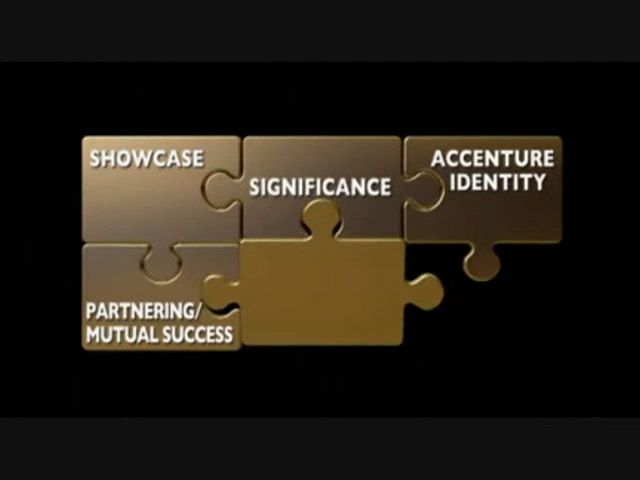 SHOWCASE
SIGNIFICANCE
ACCENTURE
IDENTITY
PARTNERING/
MUTUAL SUCCESS